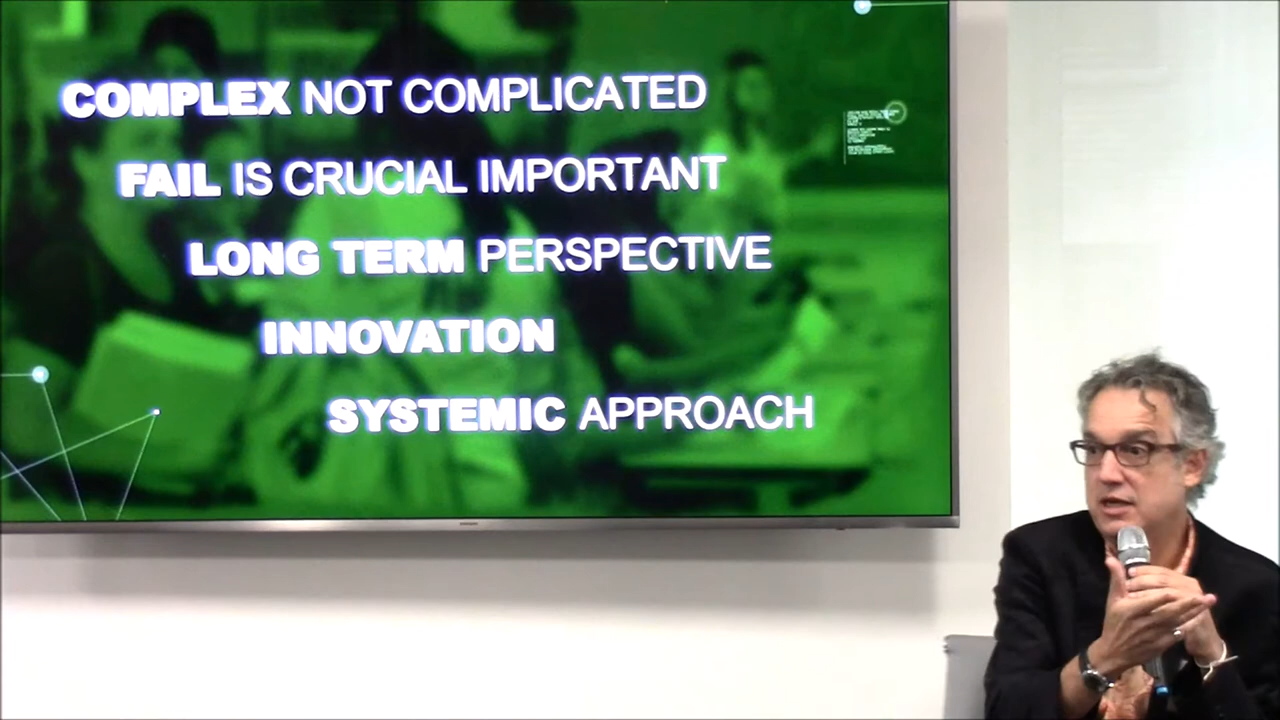 COMPLEX NOT COMPLICATED
FAIL IS CRUCIAL IMPORTANT
LONG TERM PERSPECTIVE
INNOVATION
SYSTEMIC APPROACH